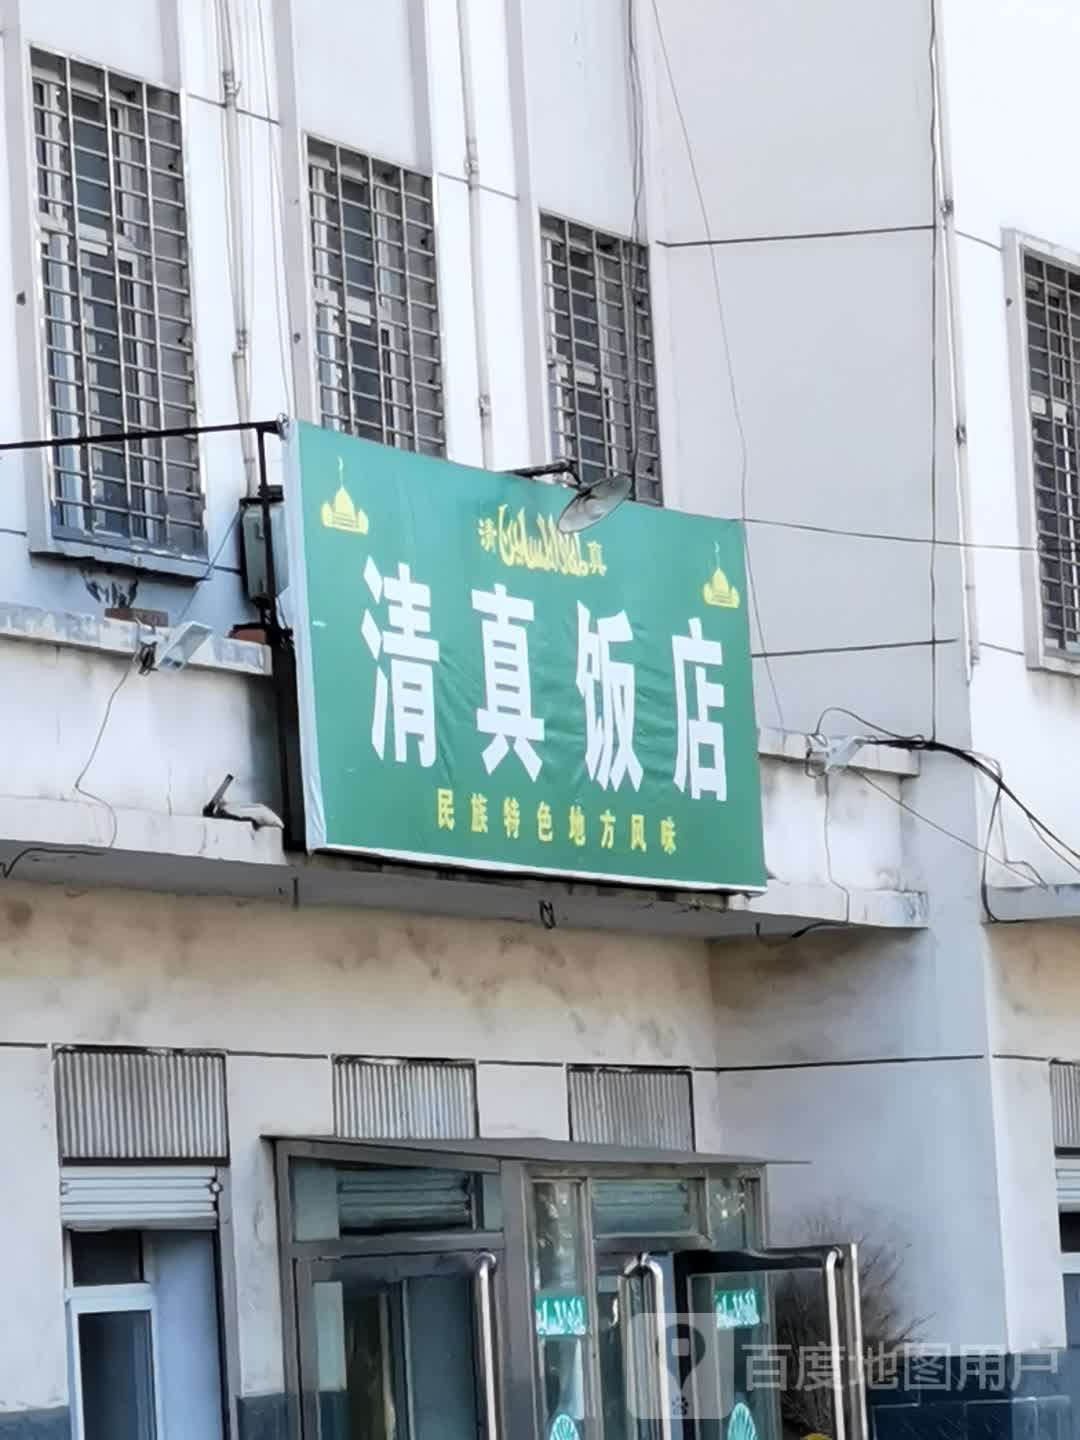 清 真
清真饭店
民族特色地方风味
百度地图用户